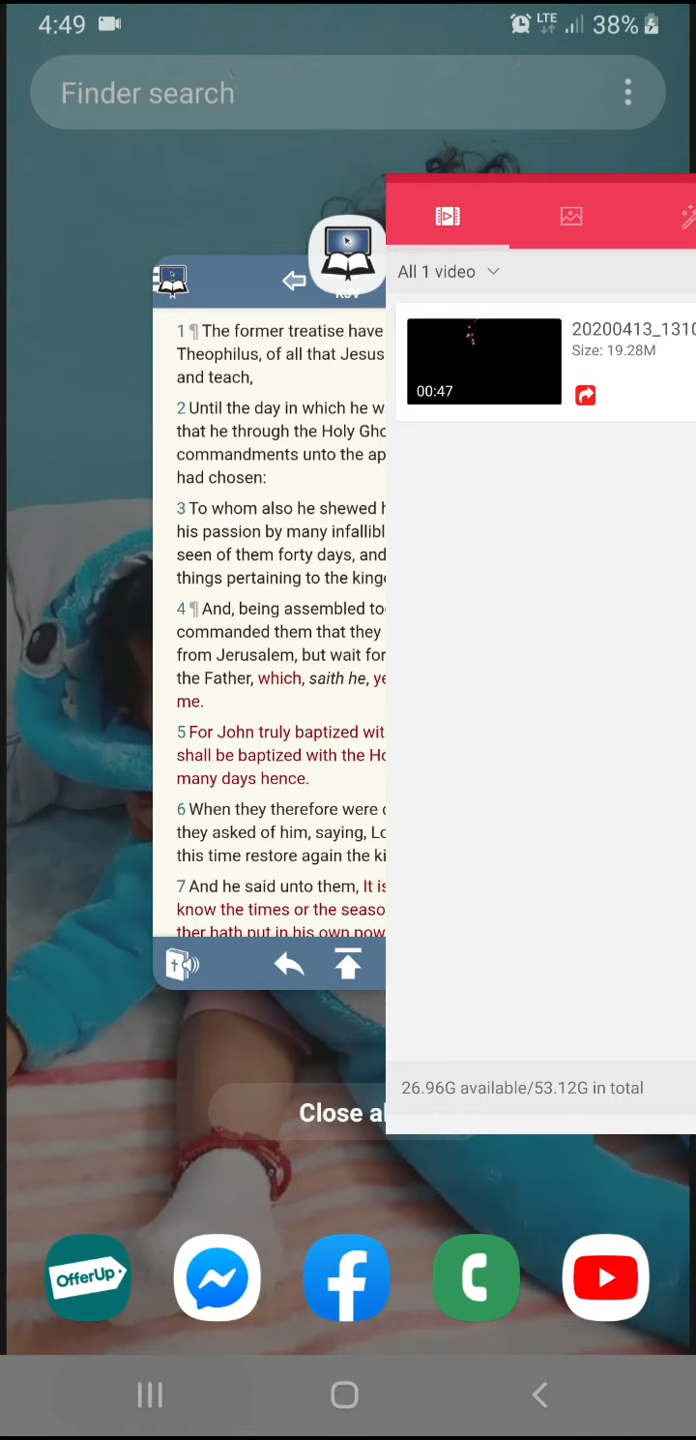 4:49
LTE
38%
Finder search
KJV
1 ¶ The former treatise have
Theophilus, of all that Jesus
and teach,
2 Until the day in which he w
that he through the Holy Gho
commandments unto the ap
had chosen:
3 To whom also he shewed h
his passion by many infallibl
seen of them forty days, and
things pertaining to the kingd
4 ¶ And, being assembled to
commanded them that they
from Jerusalem, but wait for
the Father, which, saith he, ye
me.
5 For John truly baptized wit
shall be baptized with the Ho
many days hence.
6 When they therefore were c
they asked of him, saying, Lo
this time restore again the ki
7 And he said unto them, It is
know the times or the seaso
ther hath put in his own pow
All 1 video
20200413_1310
Size: 19.28M
00:47
26.96G available/53.12G in total
Close al
OfferUp